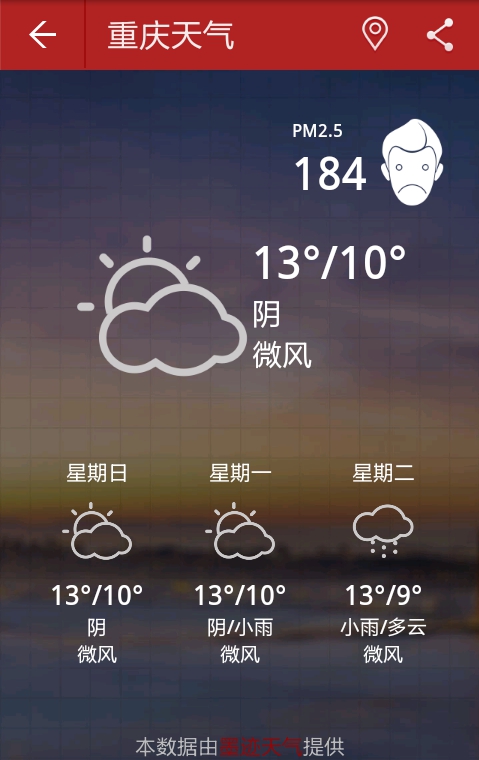 重庆天气
PM2.5
184
13°/10°
阴
微风
星期日 星期一 星期二
13°/10° 13°/10° 13°/9°
阴 阴/小雨 小雨/多云
微风 微风 微风
本数据由墨迹天气提供